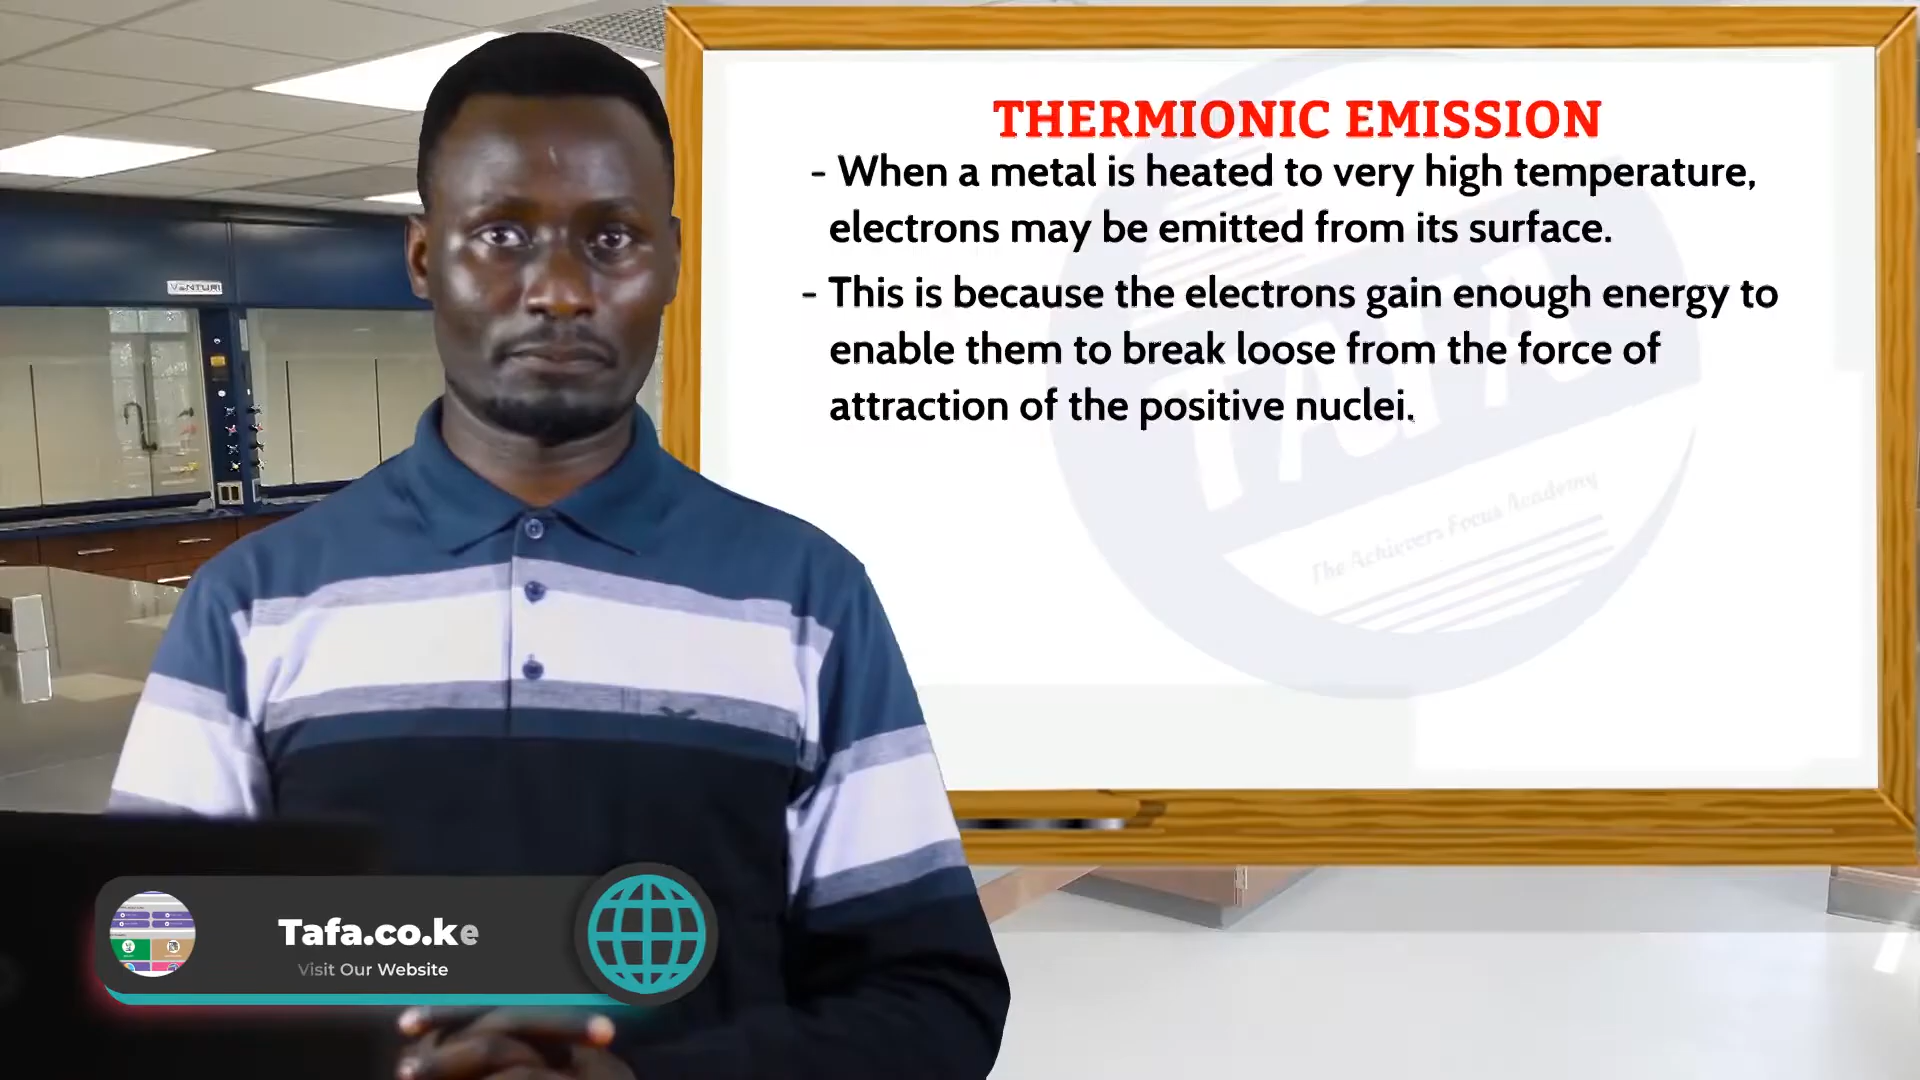 THERMIONIC EMISSION
- When a metal is heated to very high temperature,
electrons may be emitted from its surface.
- This is because the electrons gain enough energy to
enable them to break loose from the force of
attraction of the positive nuclei.
TAFA
The Achievers Focus Academy
VENTURI
Tafa.co.ke
Visit Our Website